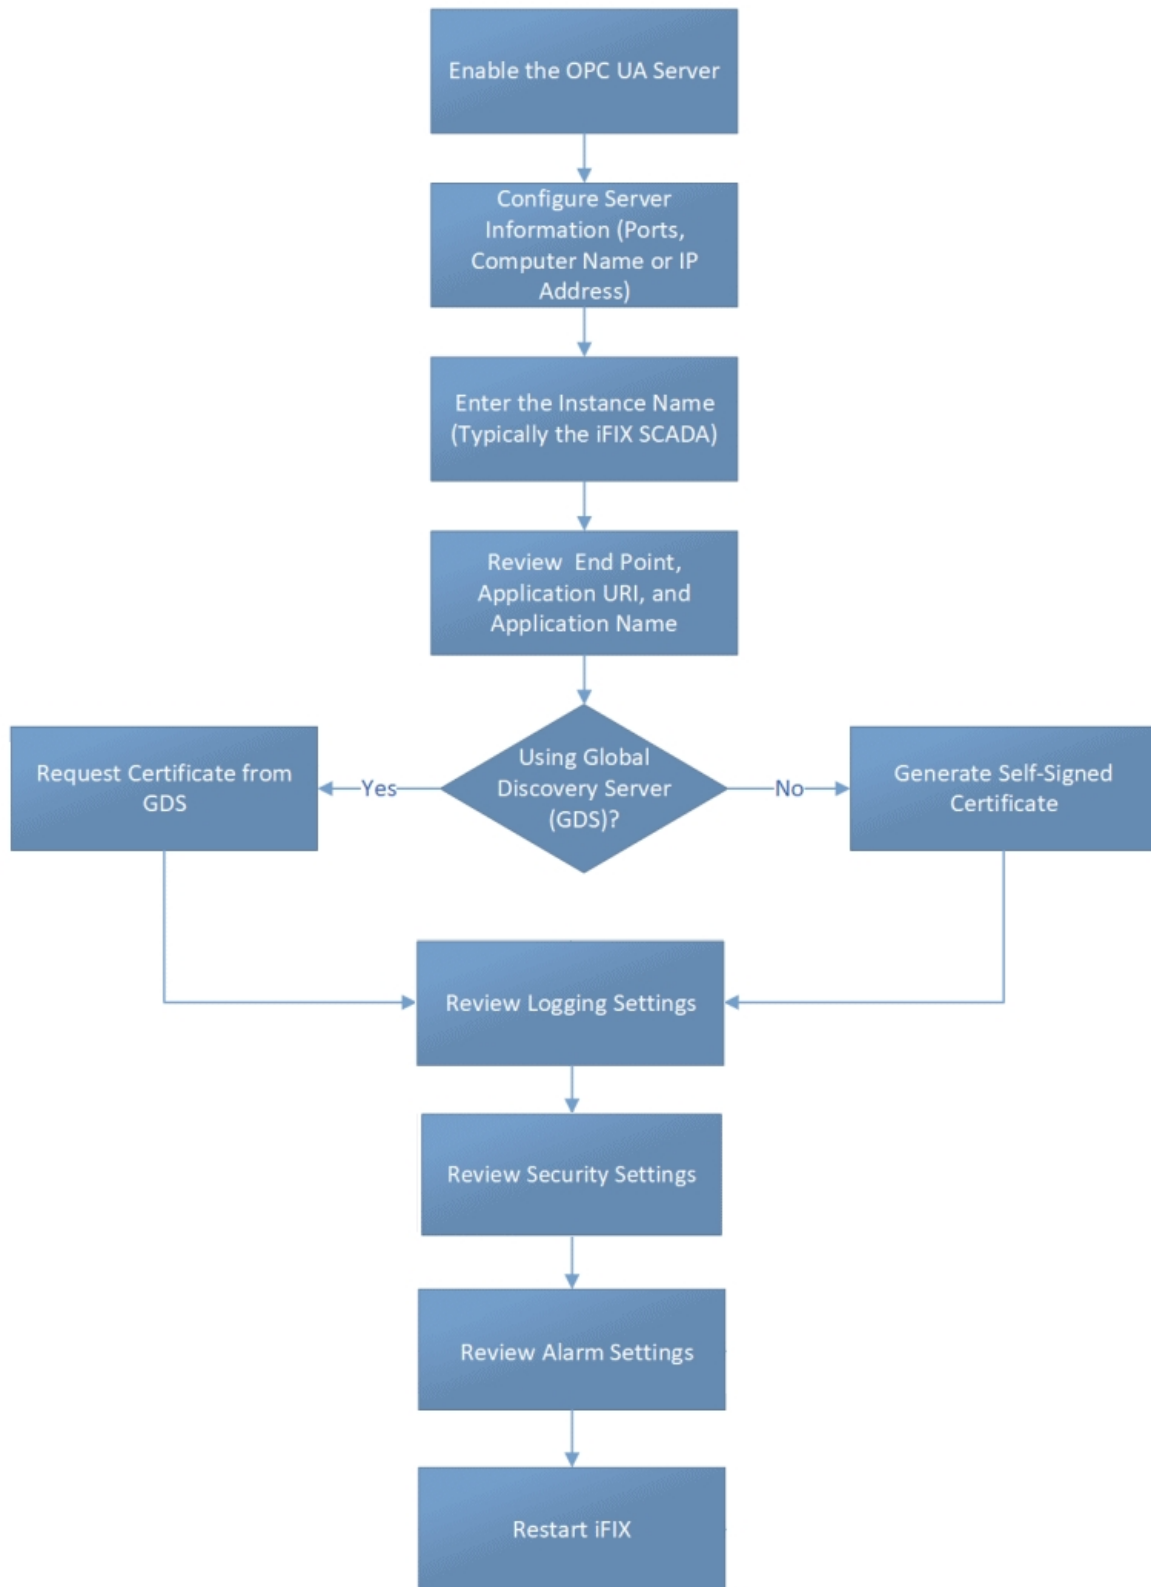 Enable the OPC UA Server
Configure Server
Information (Ports,
Computer Name or IP
Address)
Enter the Instance Name
(Typically the iFIX SCADA)
Review End Point,
Application URI, and
Application Name
Using Global
Discovery Server
(GDS)?
Yes
No
Request Certificate from
GDS
Generate Self-Signed
Certificate
Review Logging Settings
Review Security Settings
Review Alarm Settings
Restart iFIX